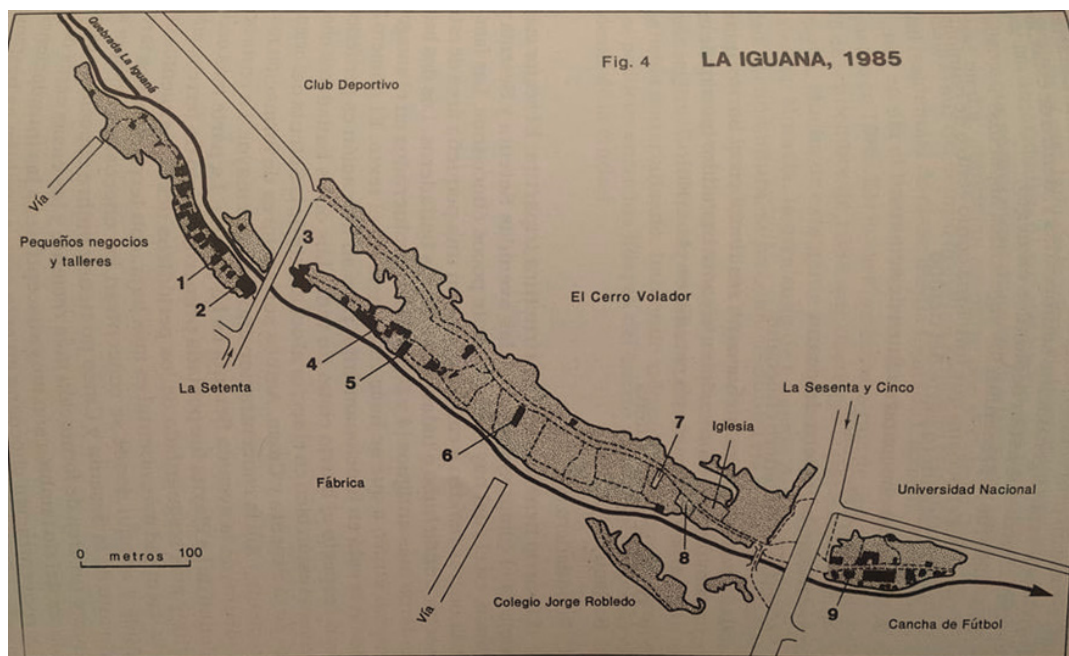 Fig. 4 LA IGUANA, 1985
Quebrada La Iguaná
Club Deportivo
Vía
Pequeños negocios
y talleres
1
2
3
El Cerro Volador
4
5
La Setenta
La Sesenta y Cinco
6
7
Iglesia
Fábrica
Universidad Nacional
0 metros 100
8
Vía
Colegio Jorge Robledo
9
Cancha de Fútbol